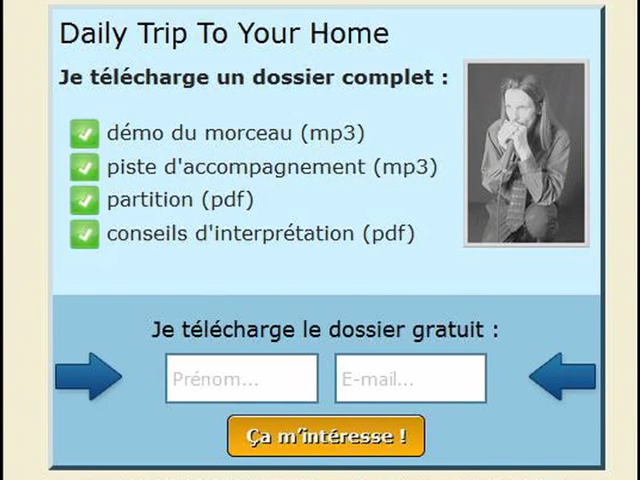 Daily Trip To Your Home
Je télécharge un dossier complet :
démo du morceau (mp3)
piste d'accompagnement (mp3)
partition (pdf)
conseils d'interprétation (pdf)
Je télécharge le dossier gratuit :
Prénom... E-mail...
Ça m'intéresse !